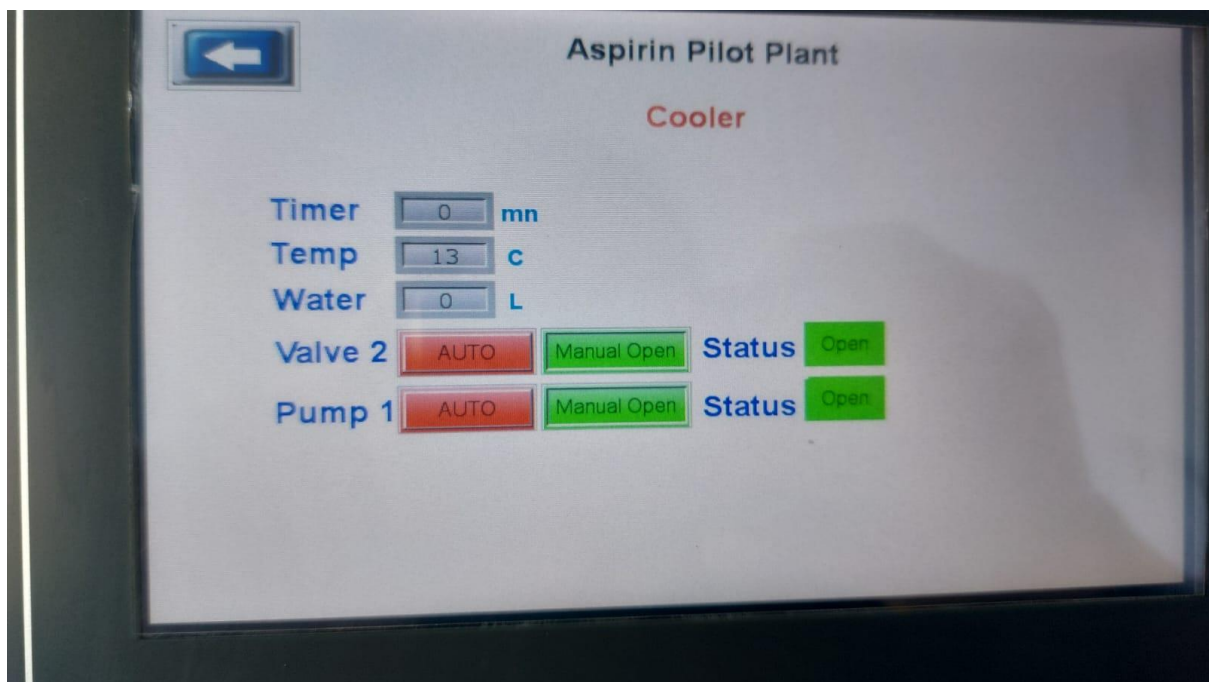 Aspirin Pilot Plant
Cooler
Timer 0 mn
Temp 13 C
Water 0 L
Valve 2 AUTO Manual Open Status Open
Pump 1 AUTO Manual Open Status Open